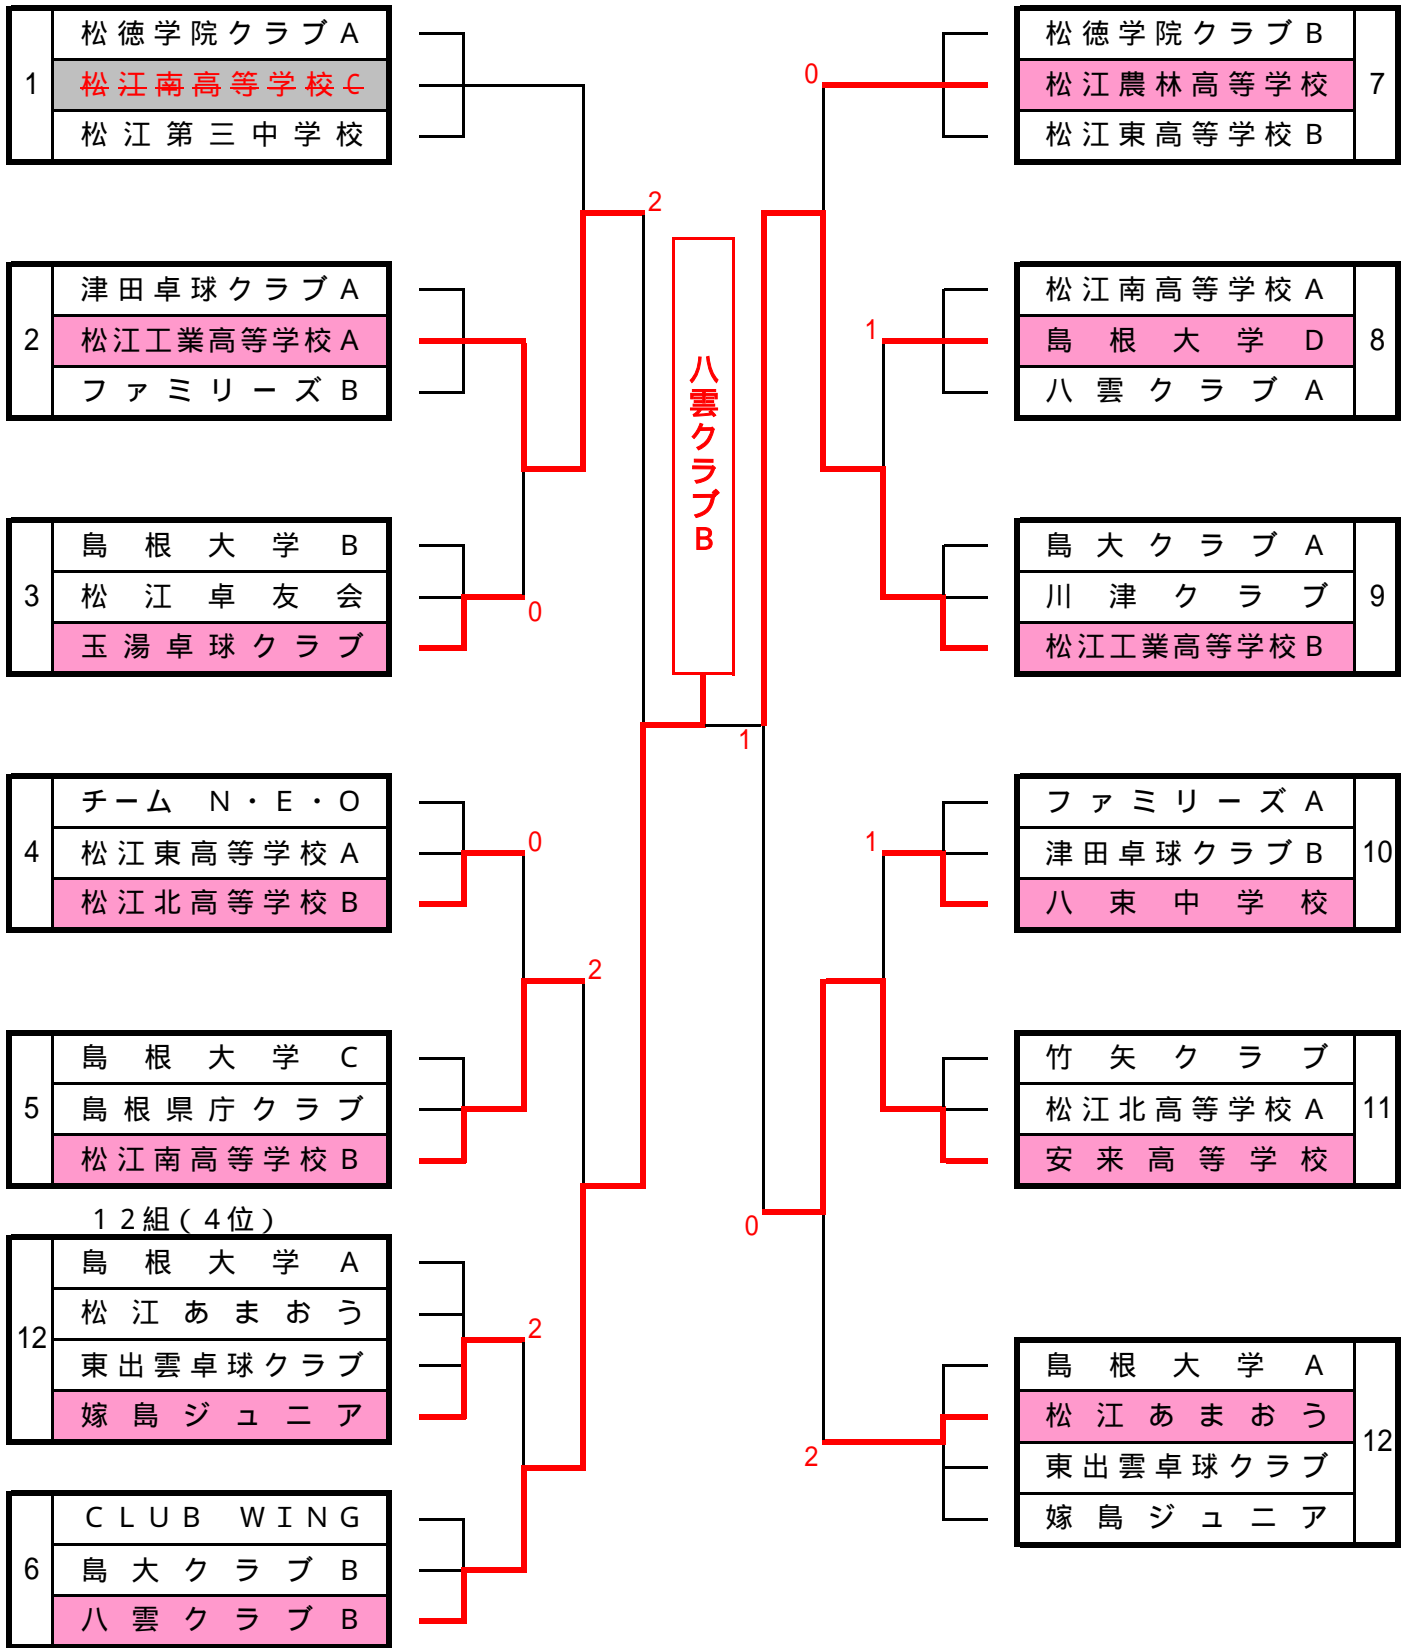 1
松徳学院クラブA
松江南高等学校C
松江第三中学校
2
津田卓球クラブA
松江工業高等学校A
ファミリーズB
3
島根大学B
松江卓友会
玉湯卓球クラブ
4
チーム N・E・O
松江東高等学校A
松江北高等学校B
5
島根大学C
島根県庁クラブ
松江南高等学校B
12組(4位)
12
島根大学A
松江あまおう
東出雲卓球クラブ
嫁島ジュニア
6
CLUB WING
島大クラブB
八雲クラブB
2
0
0
2
2
八雲クラブB
1
0
1
1
0
2
松徳学院クラブB
松江農林高等学校
松江東高等学校B
7
松江南高等学校A
島根大学D
八雲クラブA
8
島大クラブA
川津クラブ
松江工業高等学校B
9
ファミリーズA
津田卓球クラブB
八束中学校
10
竹矢クラブ
松江北高等学校A
安来高等学校
11
島根大学A
松江あまおう
東出雲卓球クラブ
嫁島ジュニア
12